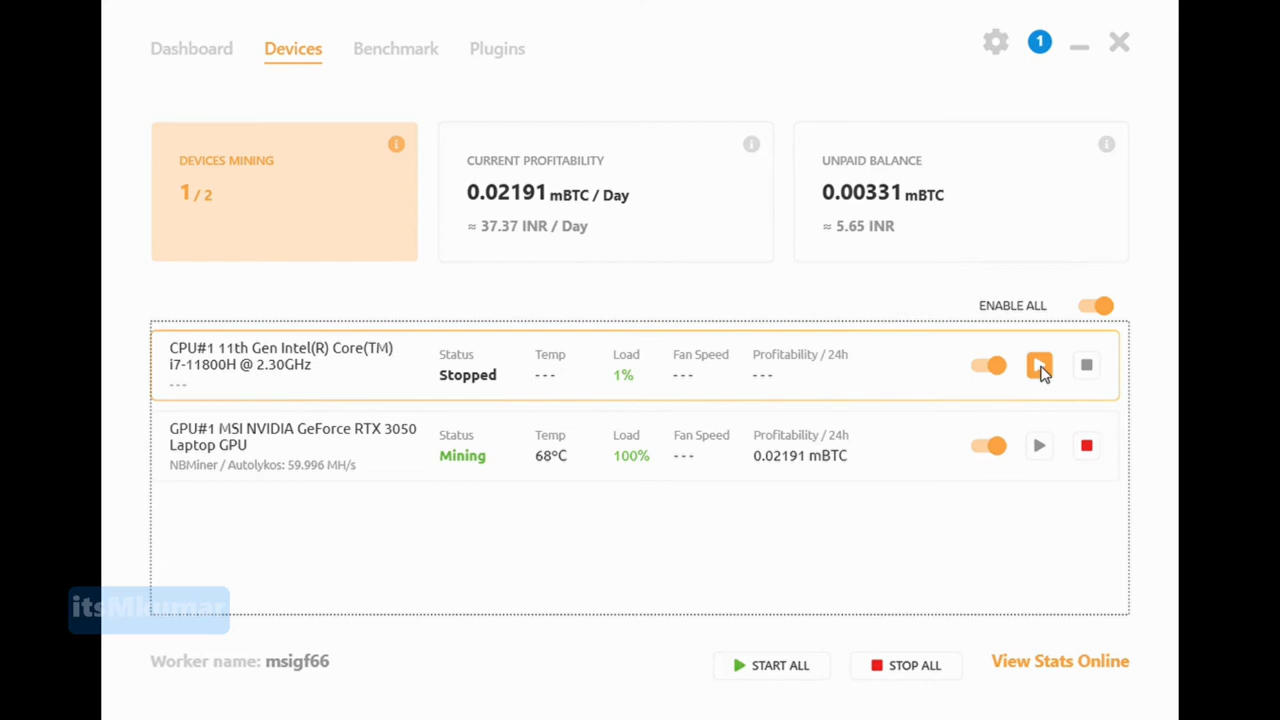 Dashboard Devices Benchmark Plugins 1
DEVICES MINING
1 / 2
CURRENT PROFITABILITY
0.02191 mBTC / Day
≈ 37.37 INR / Day
UNPAID BALANCE
0.00331 mBTC
≈ 5.65 INR
ENABLE ALL
CPU#1 11th Gen Intel(R) Core(TM)
i7-11800H @ 2.30GHz
---
Status Temp Load Fan Speed Profitability / 24h
Stopped --- 1% --- ---
GPU#1 MSI NVIDIA GeForce RTX 3050
Laptop GPU
NBMiner / Autolykos: 59.996 MH/s
Status Temp Load Fan Speed Profitability / 24h
Mining 68°C 100% --- 0.02191 mBTC
itsMkumar
Worker name: msigf66
START ALL STOP ALL View Stats Online